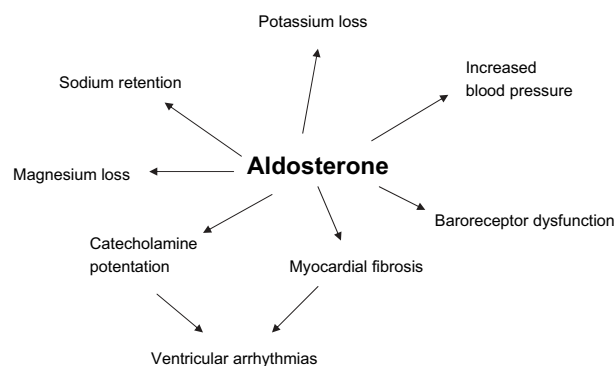 Potassium loss
Increased
blood pressure
Sodium retention
Aldosterone
Magnesium loss
Baroreceptor dysfunction
Catecholamine
potentation
Myocardial fibrosis
Ventricular arrhythmias